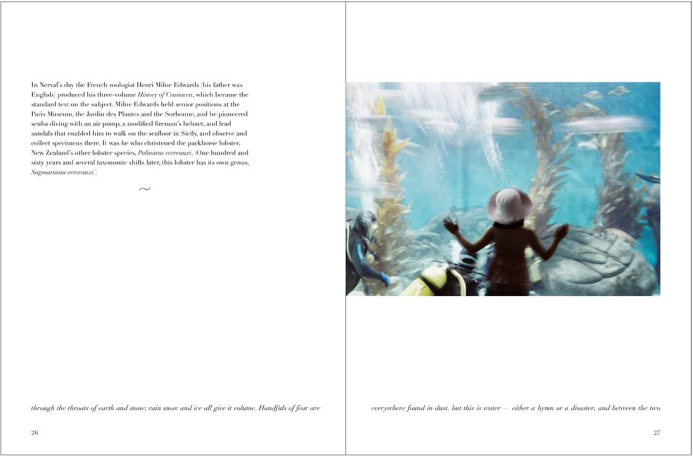 In Nerval's day the French zoologist Henri Milne Edwards (his father was
English) produced his three-volume History of Crustacea, which became the
standard text on the subject. Milne Edwards held senior positions at the
Paris Museum, the Jardin des Plantes and the Sorbonne, and he pioneered
scuba diving with an air pump, a modified fireman's helmet, and lead
sandals that enabled him to walk on the seafloor in Sicily, and observe and
collect specimens there. It was he who christened the packhorse lobster,
New Zealand's other lobster species, Palinurus verreauxi. (One hundred and
sixty years and several taxonomic shifts later, this lobster has its own genus,
Sagmariasus verreauxi.)
through the throats of earth and stone; rain snow and ice all give it volume. Handfuls of fear are
everywhere found in dust, but this is water — either a hymn or a disaster, and between the two
26
27